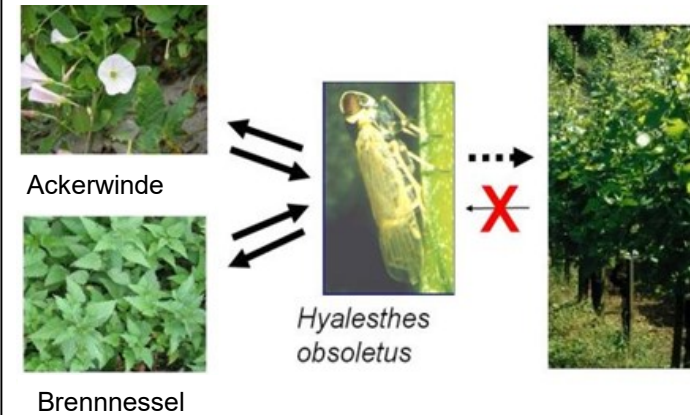 Ackerwinde
Hyalesthes
obsoletus
X
Brennnessel